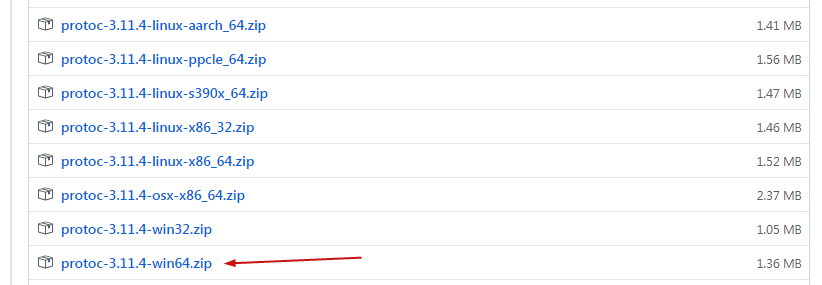 protoc-3.11.4-linux-aarch_64.zip 1.41 MB
protoc-3.11.4-linux-ppcle_64.zip 1.56 MB
protoc-3.11.4-linux-s390x_64.zip 1.47 MB
protoc-3.11.4-linux-x86_32.zip 1.46 MB
protoc-3.11.4-linux-x86_64.zip 1.52 MB
protoc-3.11.4-osx-x86_64.zip 2.37 MB
protoc-3.11.4-win32.zip 1.05 MB
protoc-3.11.4-win64.zip 1.36 MB